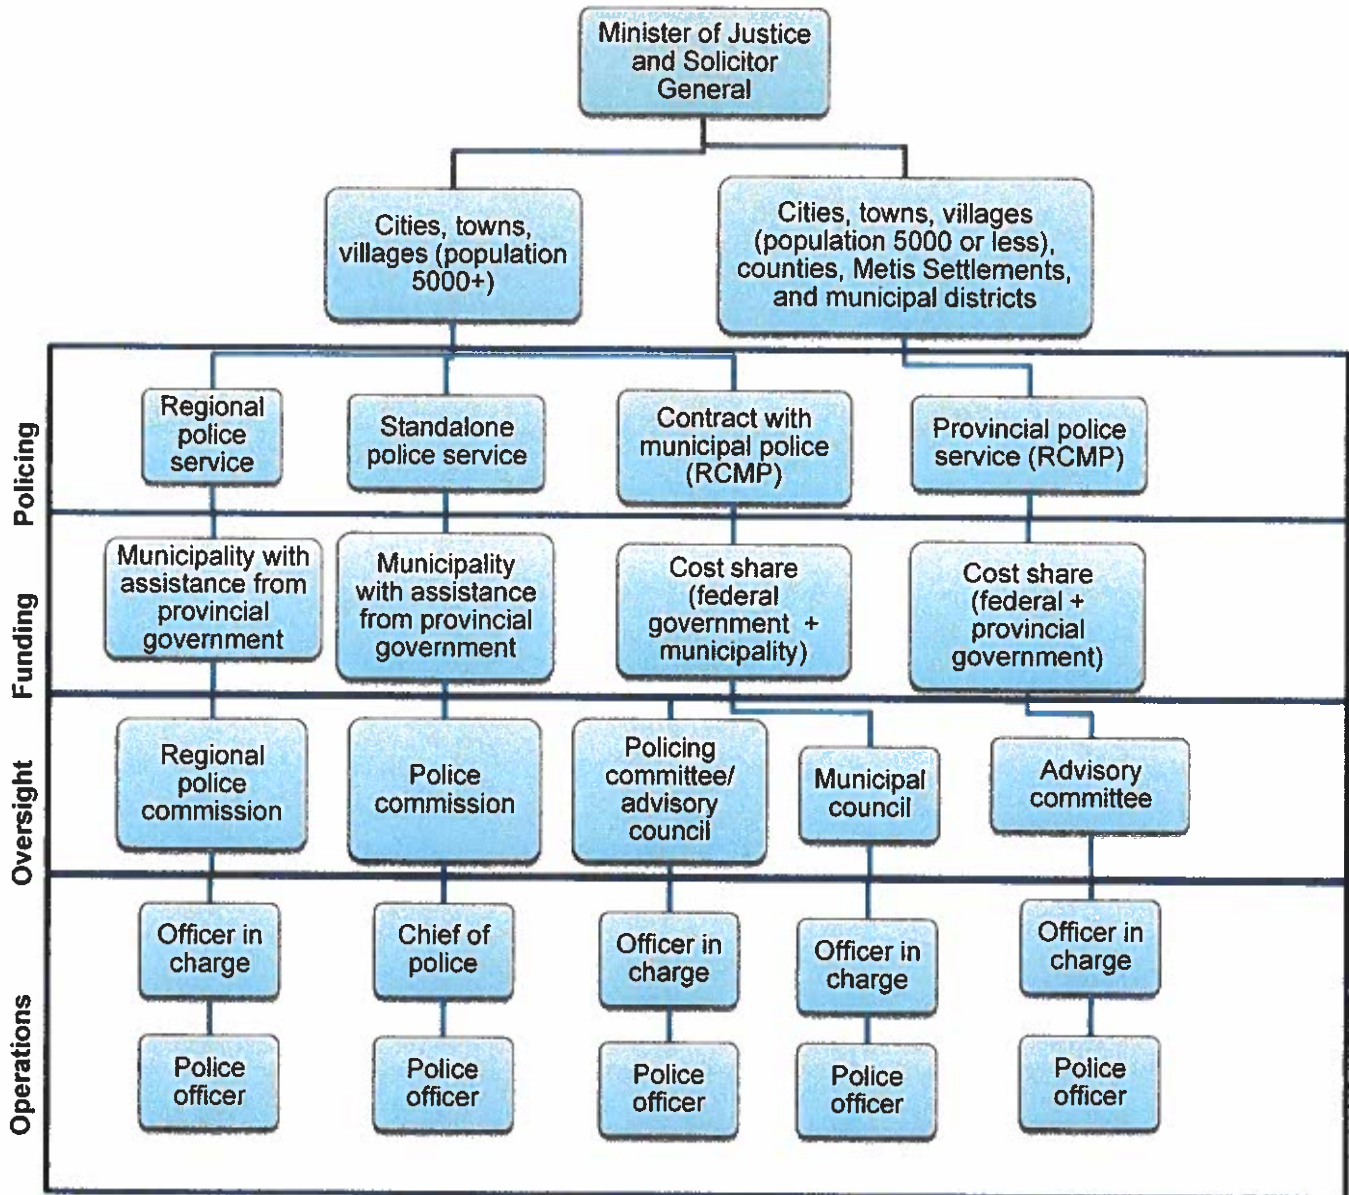 Minister of Justice
and Solicitor
General
Cities, towns,
villages (population
5000+)
Cities, towns, villages
(population 5000 or less),
counties, Metis Settlements,
and municipal districts
Policing
Regional
police
service
Standalone
police service
Contract with
municipal police
(RCMP)
Provincial police
service (RCMP)
Funding
Municipality with
assistance from
provincial
government
Municipality
with assistance
from provincial
government
Cost share
(federal
government +
municipality)
Cost share
(federal +
provincial
government)
Oversight
Regional
police
commission
Police
commission
Policing
committee/
advisory
council
Municipal
council
Advisory
committee
Operations
Officer in
charge
Chief of
police
Officer in
charge
Officer in
charge
Officer in
charge
Police
officer
Police
officer
Police
officer
Police
officer
Police
officer